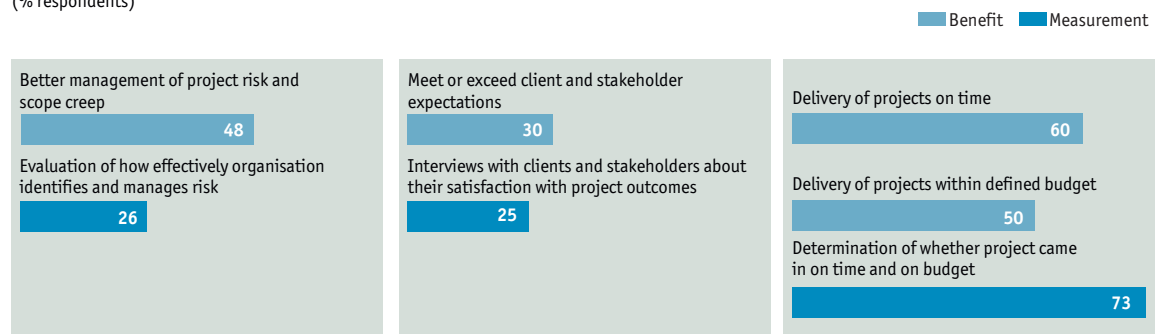 (% respondents)
Benefit Measurement
Better management of project risk and
scope creep
48
Evaluation of how effectively organisation
identifies and manages risk
26
Meet or exceed client and stakeholder
expectations
30
Interviews with clients and stakeholders about
their satisfaction with project outcomes
25
Delivery of projects on time
60
Delivery of projects within defined budget
50
Determination of whether project came
in on time and on budget
73